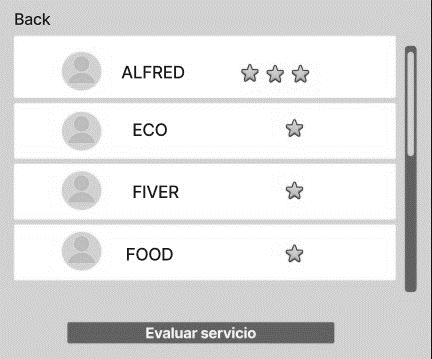 Back
ALFRED
ECO
FIVER
FOOD
Evaluar servicio